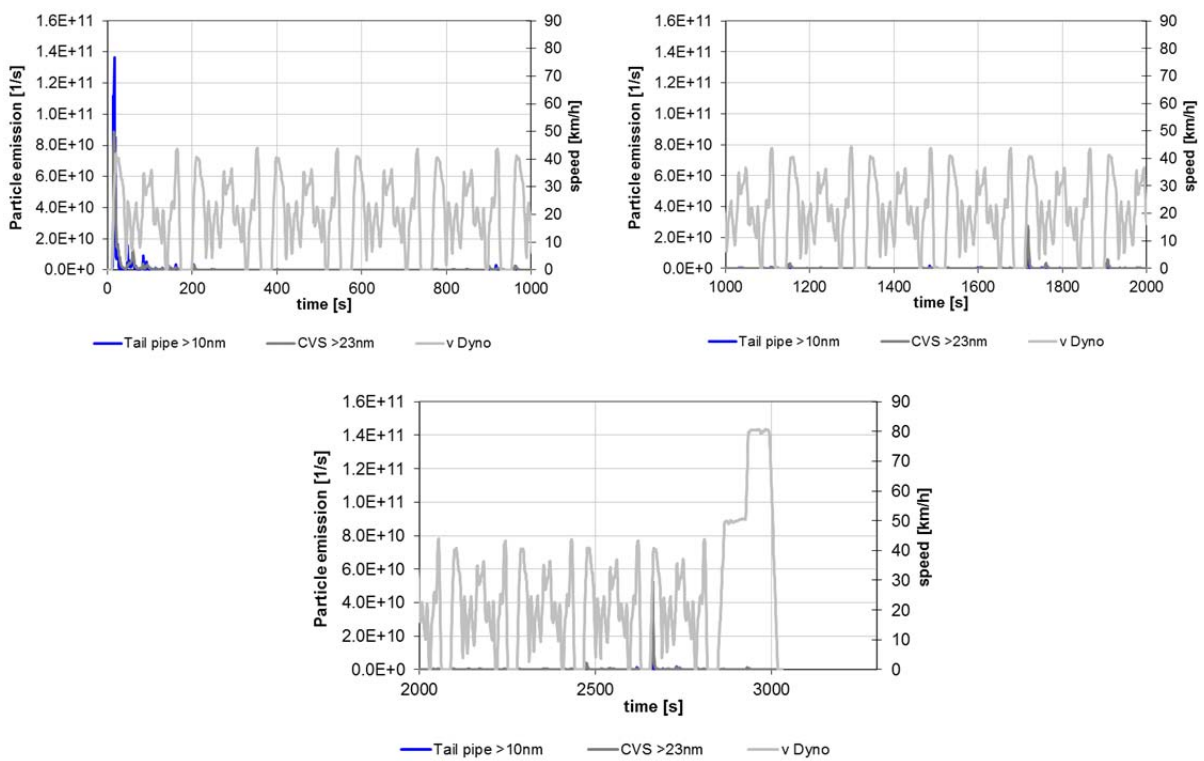 1.6E+11
1.4E+11
1.2E+11
1.0E+11
8.0E+10
6.0E+10
4.0E+10
2.0E+10
0.0E+0
Particle emission [1/s]
90
80
70
60
50
40
30
20
10
0
speed [km/h]
0 200 400 600 800 1000
time [s]
Tail pipe >10nm CVS >23nm v Dyno
1.6E+11
1.4E+11
1.2E+11
1.0E+11
8.0E+10
6.0E+10
4.0E+10
2.0E+10
0.0E+0
Particle emission [1/s]
90
80
70
60
50
40
30
20
10
0
speed [km/h]
1000 1200 1400 1600 1800 2000
time [s]
Tail pipe >10nm CVS >23nm v Dyno
1.6E+11
1.4E+11
1.2E+11
1.0E+11
8.0E+10
6.0E+10
4.0E+10
2.0E+10
0.0E+0
Particle emission [1/s]
90
80
70
60
50
40
30
20
10
0
speed [km/h]
2000 2500 3000
time [s]
Tail pipe >10nm CVS >23nm v Dyno